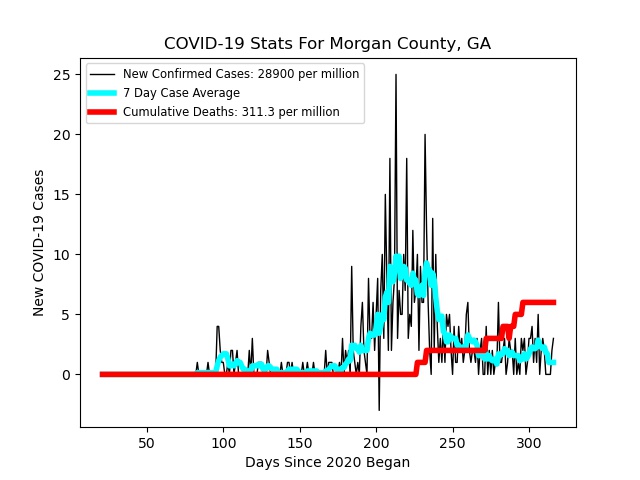 COVID-19 Stats For Morgan County, GA
New Confirmed Cases: 28900 per million
7 Day Case Average
Cumulative Deaths: 311.3 per million
New COVID-19 Cases
25
20
15
10
5
0
50 100 150 200 250 300
Days Since 2020 Began